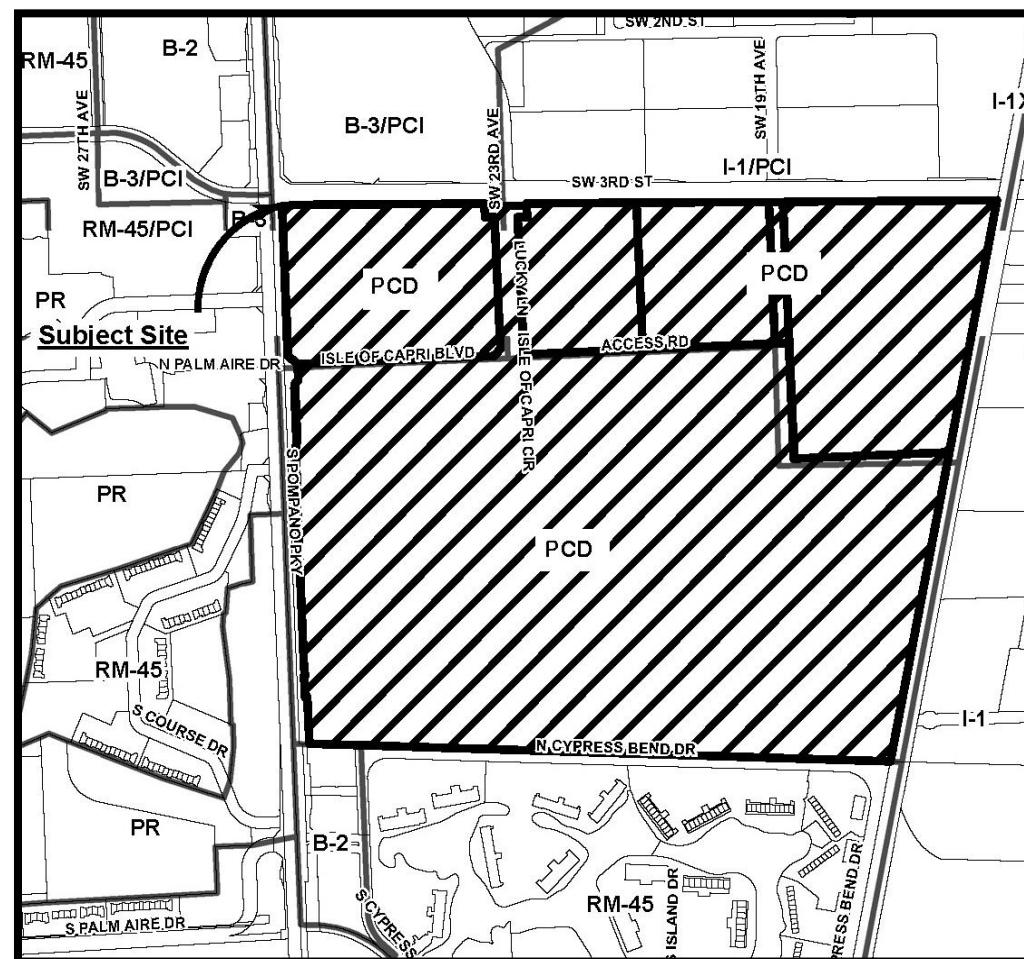 SW 2ND ST
B-2
RM-45
SW 27TH AVE
SW 19TH AVE
I-1X
B-3/PCI
SW 23RD AVE
I-1/PCI
B-3/PCI
SW 3RD ST
B-3
RM-45/PCI
PCD
PCD
LUCKY LN
PR
Subject Site
ISLE OF CAPRI BLVD
ACCESS RD
N PALM AIRE DR
ISLE OF CAPRI CIR
S POMPANO PKY
PR
PCD
RM-45
S COURSE DR
I-1
N CYPRESS BEND DR
PR
B-2
S CYPRESS
RM-45
S ISLAND DR
PRESS BEND DR
S PALM AIRE DR